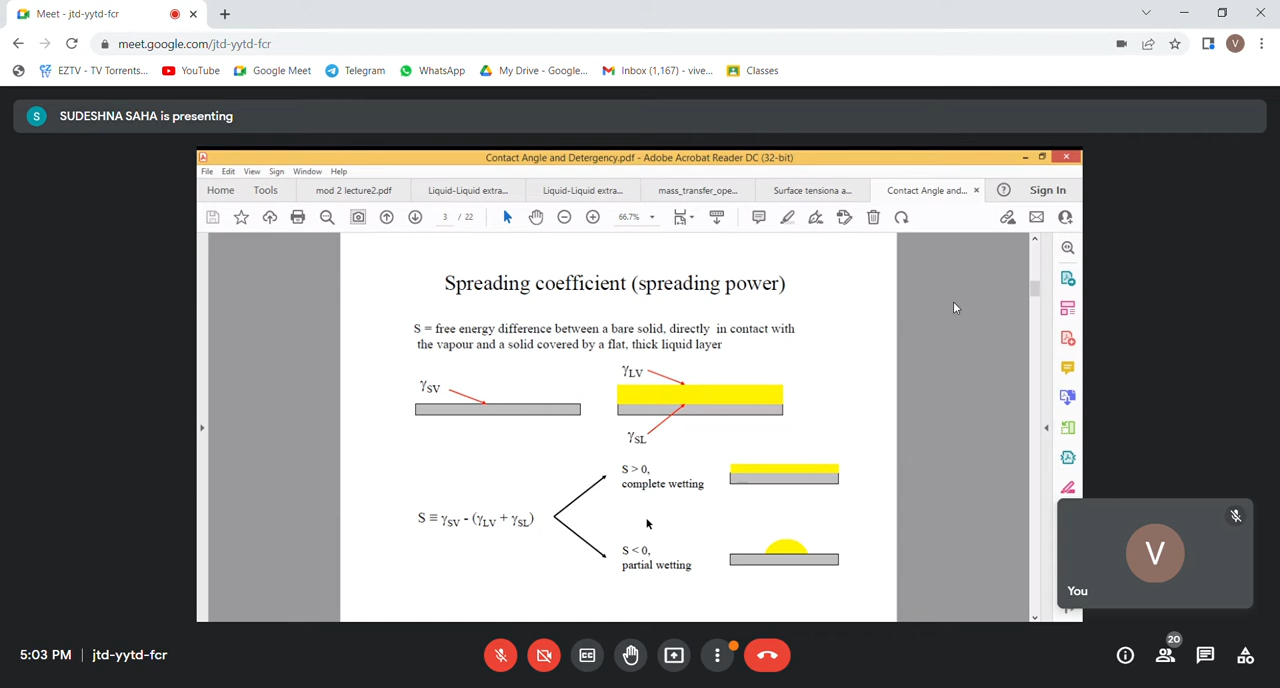 Meet - jtd-yytd-fcr
meet.google.com/jtd-yytd-fcr
V
EZTV - TV Torrents...
YouTube
Google Meet
Telegram
WhatsApp
My Drive - Google...
Inbox (1,167) - vive...
Classes
S
SUDESHNA SAHA is presenting
Contact Angle and Detergency.pdf - Adobe Acrobat Reader DC (32-bit)
File Edit View Sign Window Help
Home Tools mod 2 lecture2.pdf Liquid-Liquid extra... Liquid-Liquid extra... mass_transfer_ope... Surface tensiona a... Contact Angle and... Sign In
3 / 22 66.7%
Spreading coefficient (spreading power)
S = free energy difference between a bare solid, directly in contact with
the vapour and a solid covered by a flat, thick liquid layer
γLV
γSV
γSL
S > 0,
complete wetting
S ≡ γSV - (γLV + γSL)
S < 0,
partial wetting
V
You
5:03 PM | jtd-yytd-fcr
CC
20